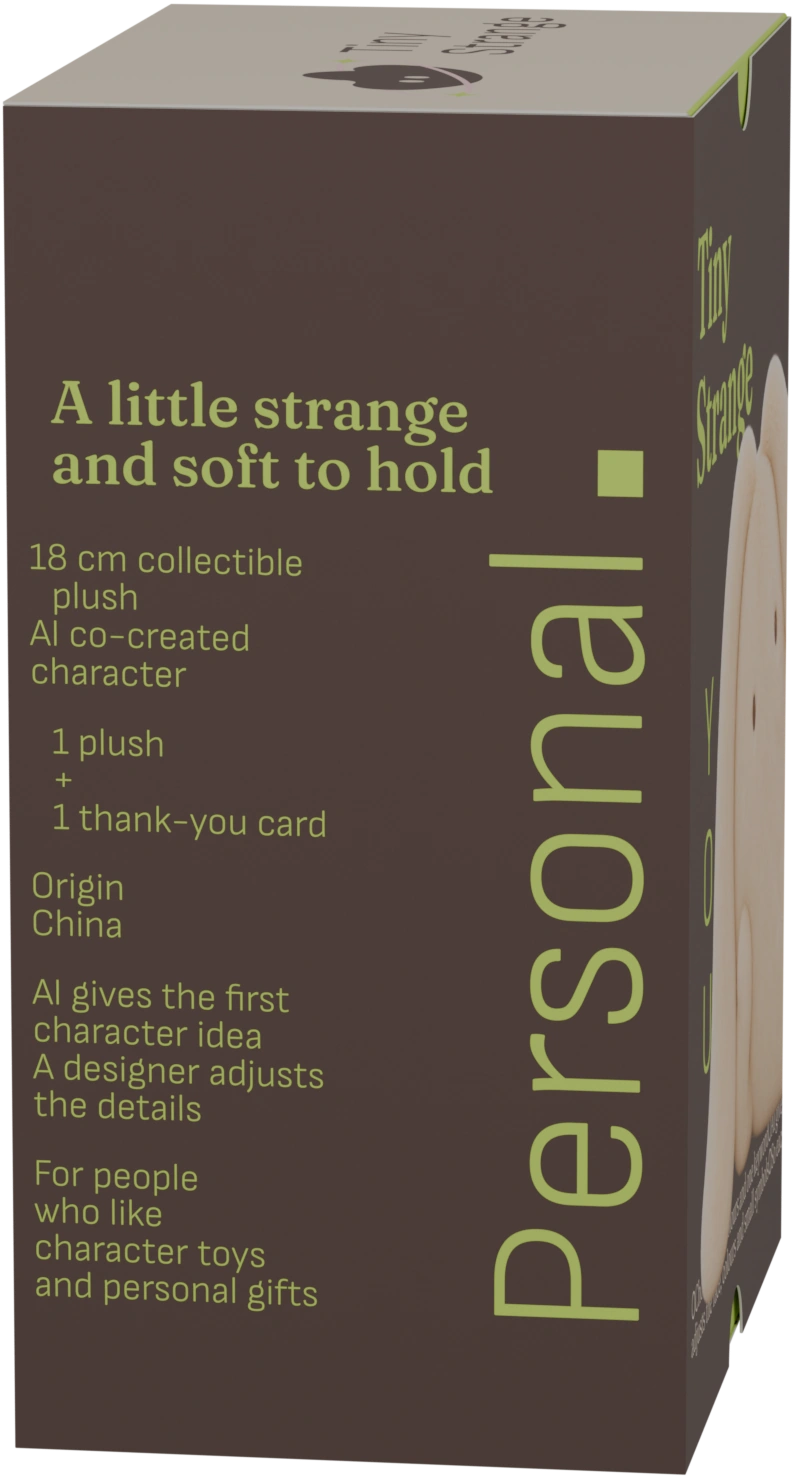 Tiny
Strange
A little strange
and soft to hold
18 cm collectible
plush
AI co-created
character
1 plush
+
1 thank-you card
Origin
China
AI gives the first
character idea
A designer adjusts
the details
For people
who like
character toys
and personal gifts
Personal.
Tiny
Strange
YOU